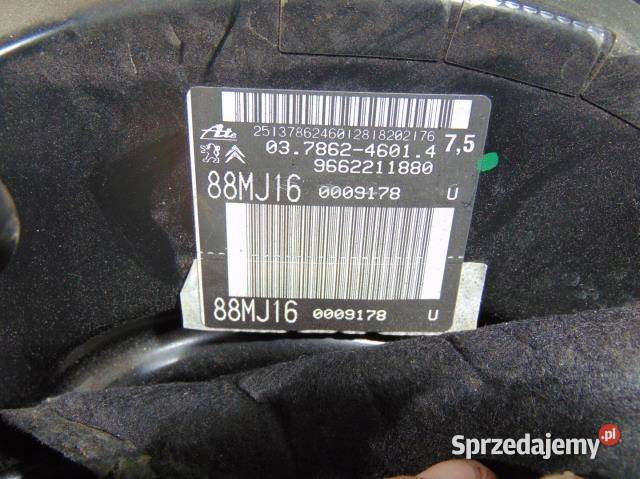 Ate 25137862460128182021​76 7,5
03.7862-4601.4
9662211880
88MJ16 0009178 U
88MJ16 0009178 U
Sprzedajemy.pl